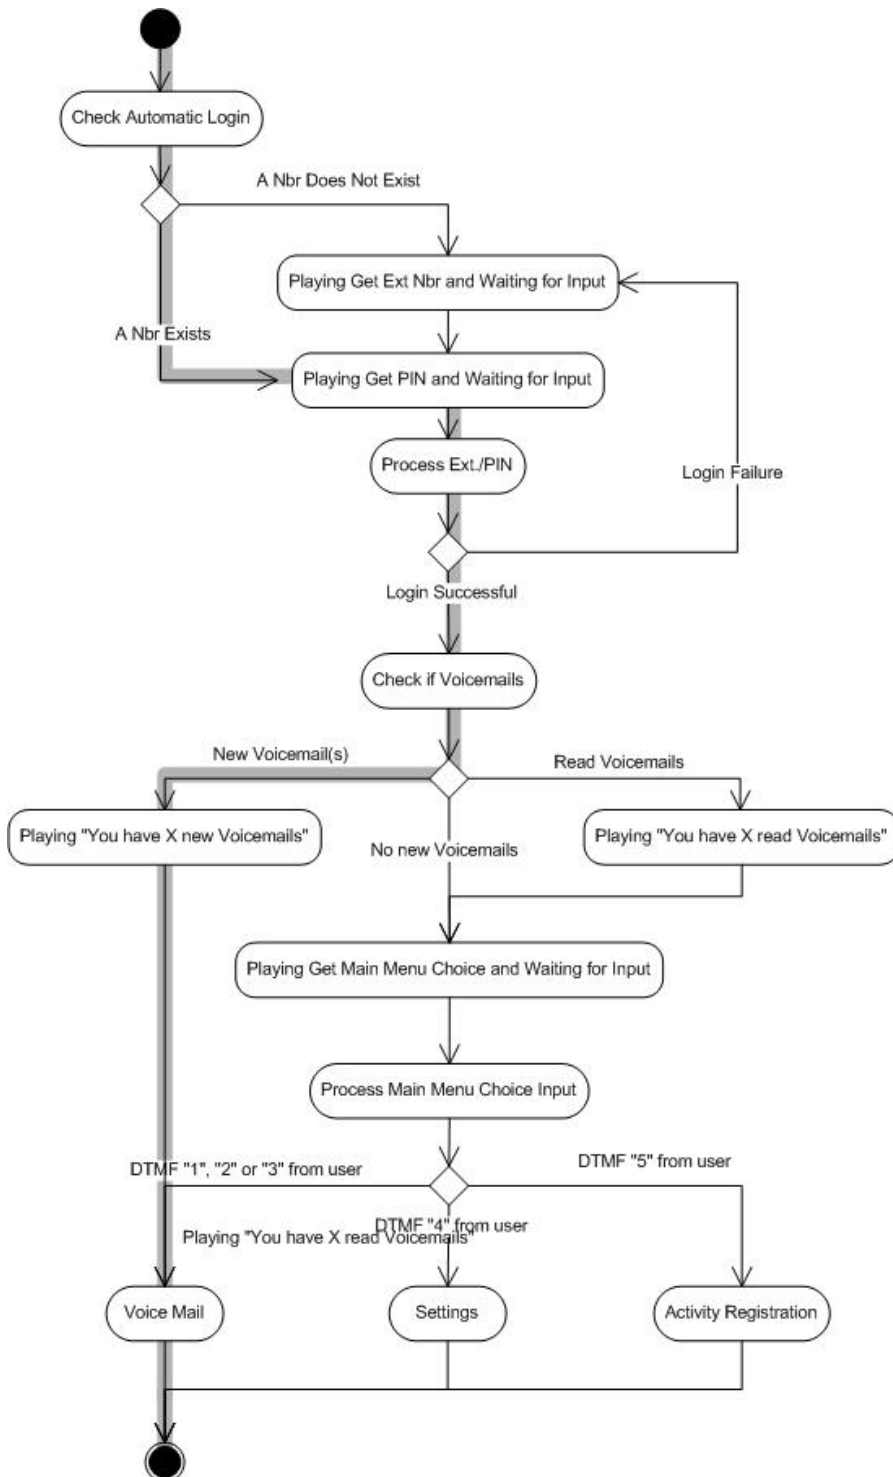 Check Automatic Login
A Nbr Does Not Exist
Playing Get Ext Nbr and Waiting for Input
A Nbr Exists
Playing Get PIN and Waiting for Input
Process Ext./PIN
Login Failure
Login Successful
Check if Voicemails
New Voicemail(s)
Read Voicemails
Playing "You have X new Voicemails"
No new Voicemails
Playing "You have X read Voicemails"
Playing Get Main Menu Choice and Waiting for Input
Process Main Menu Choice Input
DTMF "1", "2" or "3" from user
DTMF "5" from user
DTMF "4" from user
Playing "You have X read Voicemails"
Voice Mail
Settings
Activity Registration